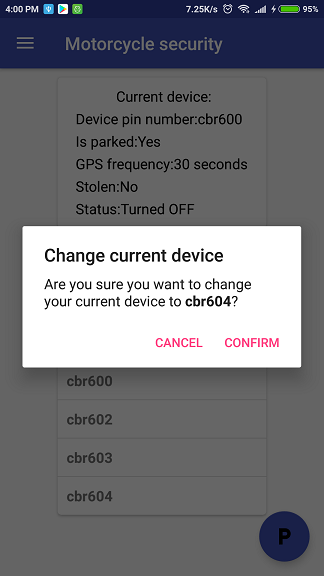 4:00 PM 7.25K/s 95%
Motorcycle security
Current device:
Device pin number:cbr600
Is parked:Yes
GPS frequency:30 seconds
Stolen:No
Status:Turned OFF
Change current device
Are you sure you want to change
your current device to cbr604?
CANCEL CONFIRM
cbr600
cbr602
cbr603
cbr604
P